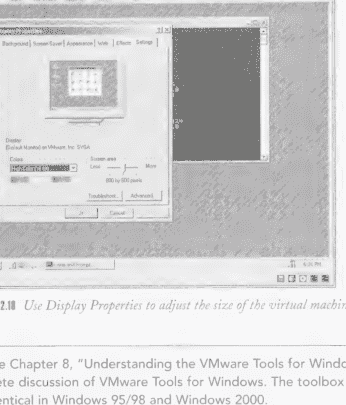 Background Screen Saver Appearance Web Effects Settings
Display:
(Default Monitor) on VMware, Inc. SVGA
Colors Screen area
Less More
800 by 600 pixels
Troubleshoot... Advanced...
Cancel
2.18 Use Display Properties to adjust the size of the virtual machin
e Chapter 8, “Understanding the VMware Tools for Windo
ete discussion of VMware Tools for Windows. The toolbox
entical in Windows 95/98 and Windows 2000.